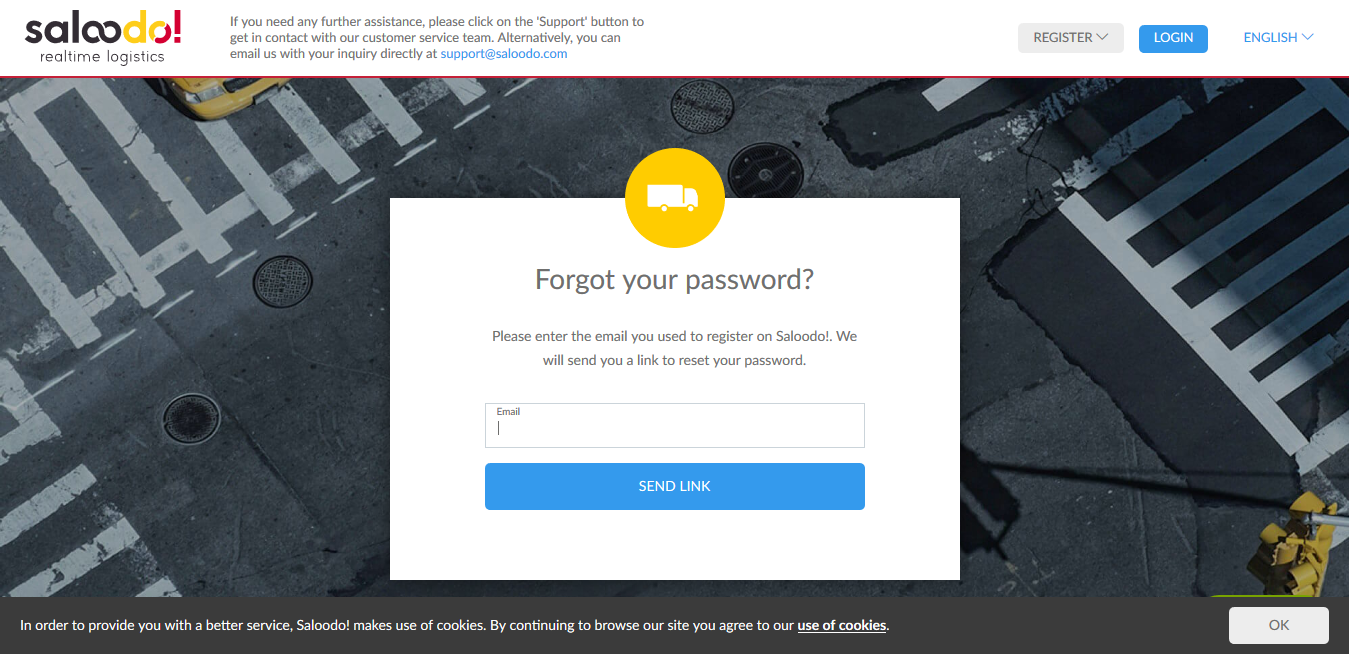 saloodo!
realtime logistics
If you need any further assistance, please click on the 'Support' button to
get in contact with our customer service team. Alternatively, you can
email us with your inquiry directly at support@saloodo.com
REGISTER
LOGIN
ENGLISH
Forgot your password?
Please enter the email you used to register on Saloodo!. We
will send you a link to reset your password.
Email
SEND LINK
In order to provide you with a better service, Saloodo! makes use of cookies. By continuing to browse our site you agree to our use of cookies.
OK